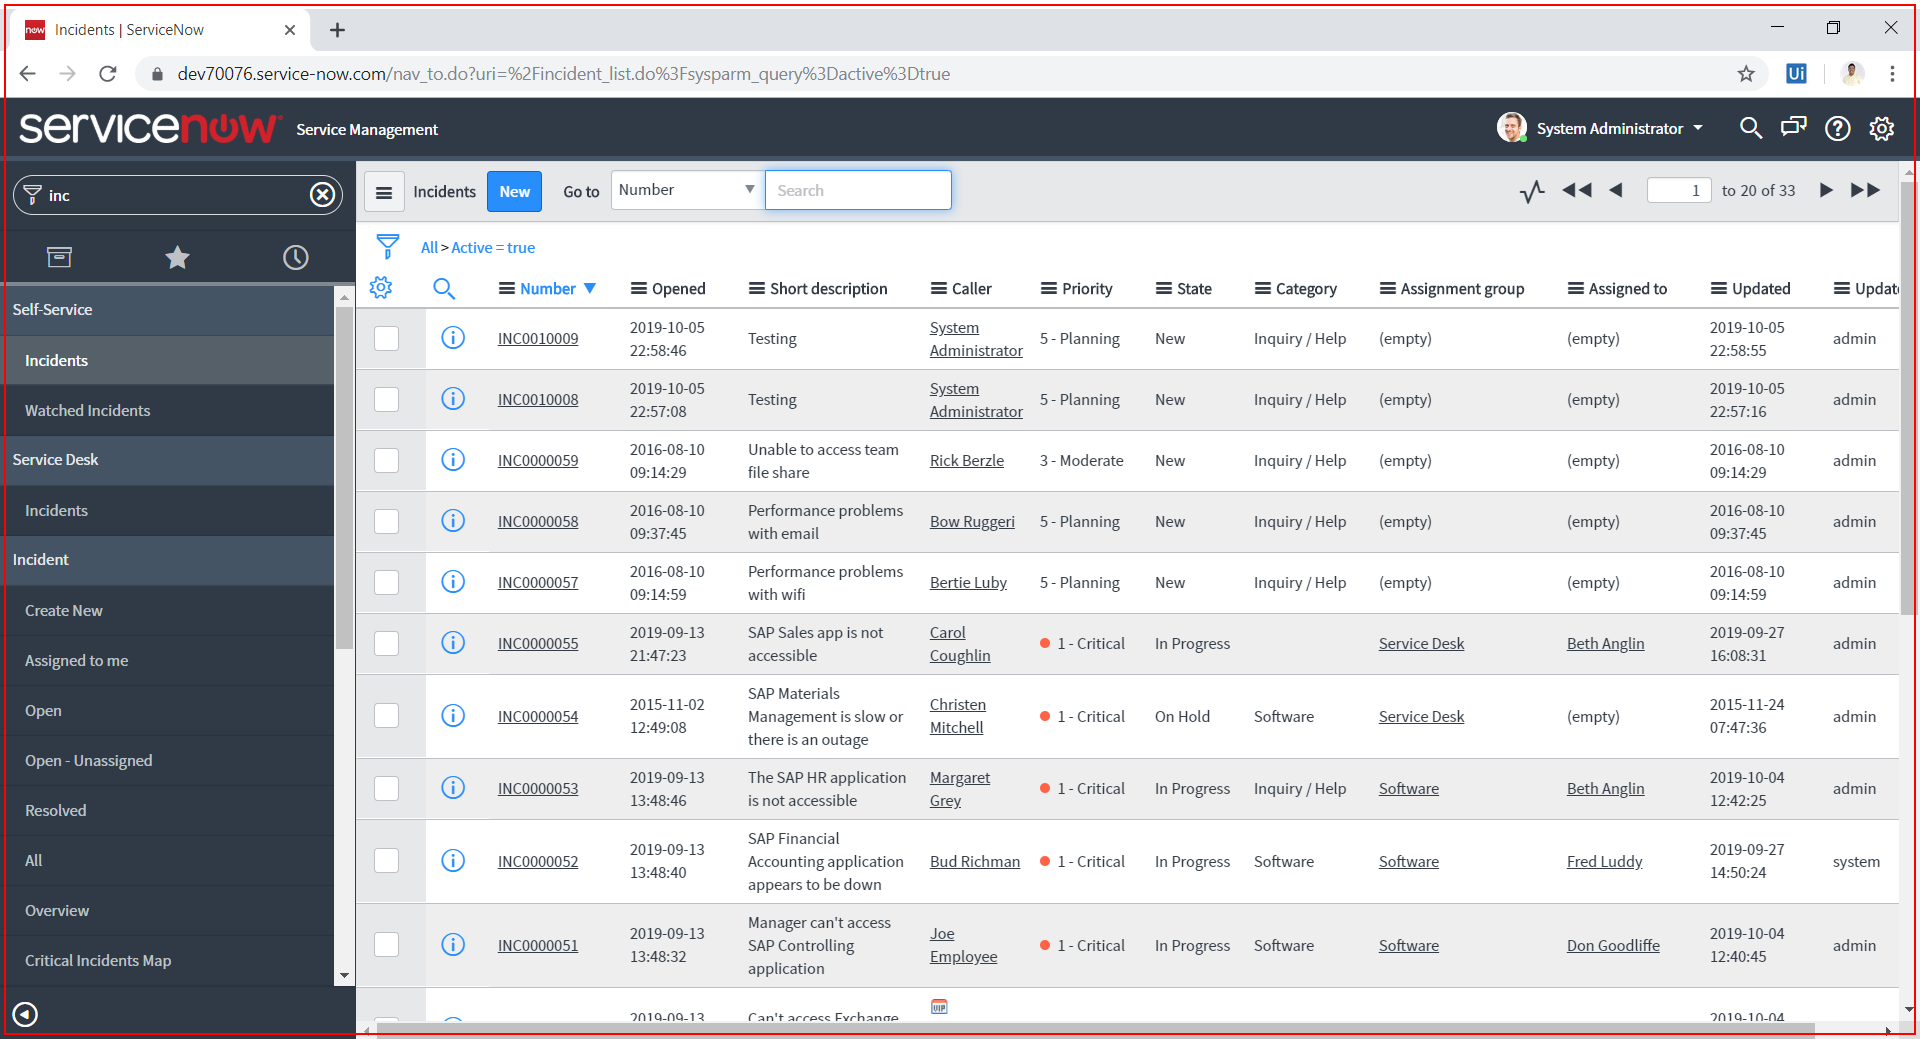 now Incidents | ServiceNow
dev70076.service-now.com/nav_to.do?uri=%2Fincident_list.do%3Fsysparm_query%3Dactive%3Dtrue
Ui
servicenow Service Management
System Administrator
inc
Incidents New Go to Number Search
1 to 20 of 33
All > Active = true
Self-Service
Incidents
Watched Incidents
Service Desk
Incidents
Incident
Create New
Assigned to me
Open
Open - Unassigned
Resolved
All
Overview
Critical Incidents Map
Number Opened Short description Caller Priority State Category Assignment group Assigned to Updated Update
INC0010009 2019-10-05 22:58:46 Testing System Administrator 5 - Planning New Inquiry / Help (empty) (empty) 2019-10-05 22:58:55 admin
INC0010008 2019-10-05 22:57:08 Testing System Administrator 5 - Planning New Inquiry / Help (empty) (empty) 2019-10-05 22:57:16 admin
INC0000059 2016-08-10 09:14:29 Unable to access team file share Rick Berzle 3 - Moderate New Inquiry / Help (empty) (empty) 2016-08-10 09:14:29 admin
INC0000058 2016-08-10 09:37:45 Performance problems with email Bow Ruggeri 5 - Planning New Inquiry / Help (empty) (empty) 2016-08-10 09:37:45 admin
INC0000057 2016-08-10 09:14:59 Performance problems with wifi Bertie Luby 5 - Planning New Inquiry / Help (empty) (empty) 2016-08-10 09:14:59 admin
INC0000055 2019-09-13 21:47:23 SAP Sales app is not accessible Carol Coughlin 1 - Critical In Progress Service Desk Beth Anglin 2019-09-27 16:08:31 admin
INC0000054 2015-11-02 12:49:08 SAP Materials Management is slow or there is an outage Christen Mitchell 1 - Critical On Hold Software Service Desk (empty) 2015-11-24 07:47:36 admin
INC0000053 2019-09-13 13:48:46 The SAP HR application is not accessible Margaret Grey 1 - Critical In Progress Inquiry / Help Software Beth Anglin 2019-10-04 12:42:25 admin
INC0000052 2019-09-13 13:48:40 SAP Financial Accounting application appears to be down Bud Richman 1 - Critical In Progress Software Software Fred Luddy 2019-09-27 14:50:24 system
INC0000051 2019-09-13 13:48:32 Manager can't access SAP Controlling application Joe Employee 1 - Critical In Progress Software Software Don Goodliffe 2019-10-04 12:40:45 admin
2019-09-13 Can't access Exchange VIP 2019-10-04